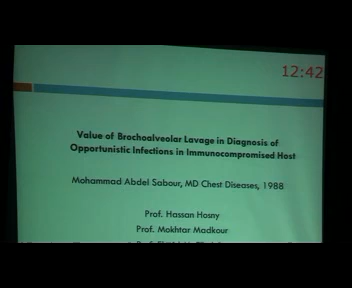 12:42
Value of Brochoalveolar Lavage in Diagnosis of
Opportunistic Infections in Immunocompromised Host
Mohammad Abdel Sabour, MD Chest Diseases, 1988
Prof. Hassan Hosny
Prof. Mokhtar Madkour